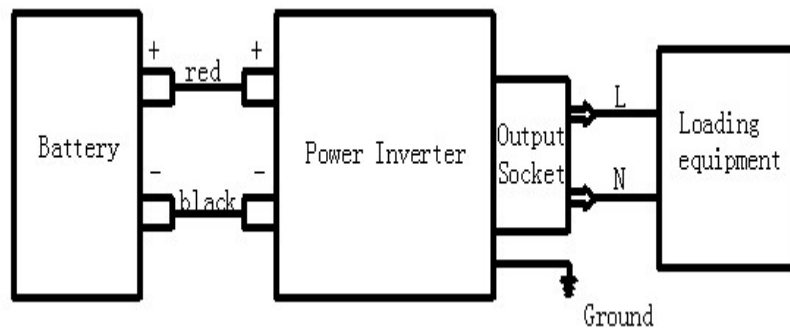 +
red
+
Battery
-
black
-
Power Inverter
Output
Socket
L
N
Loading
equipment
Ground